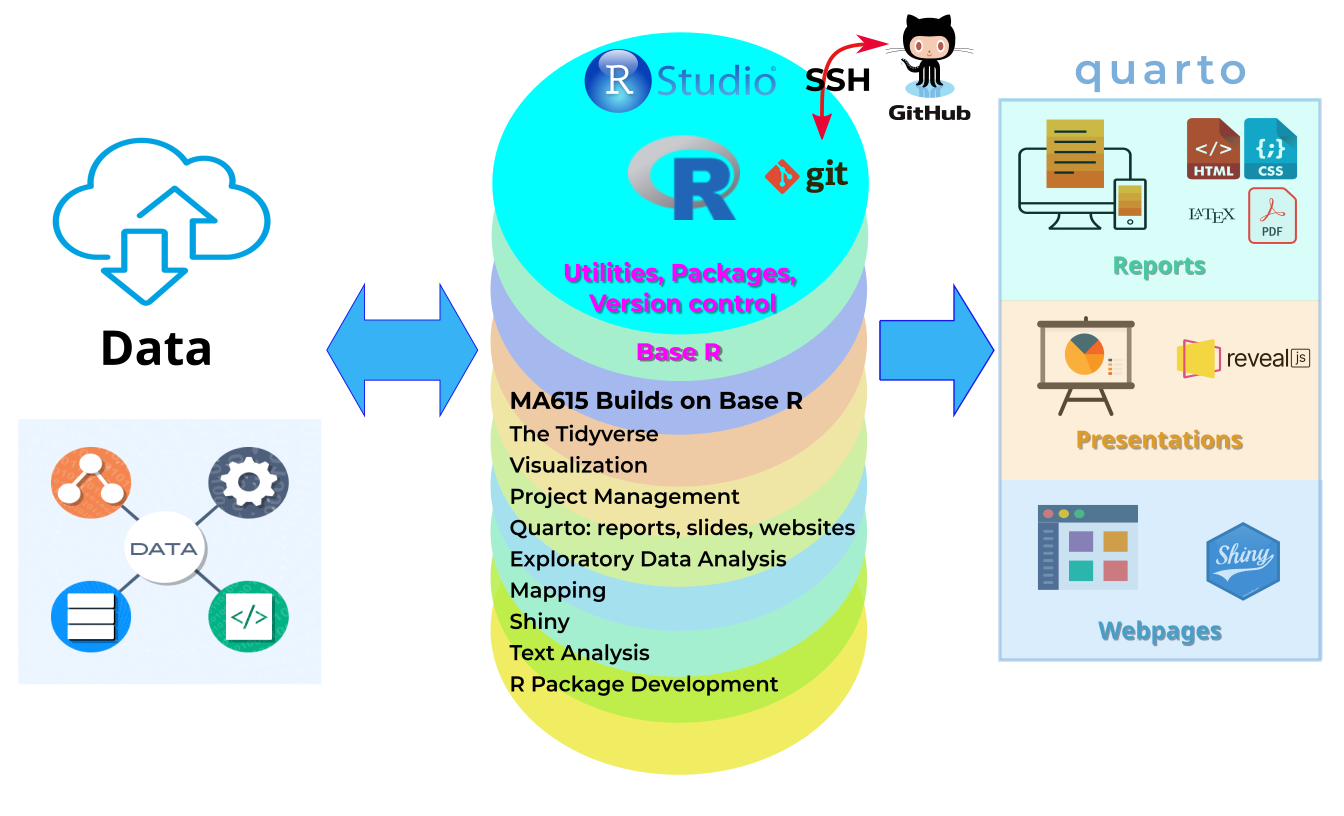 Data
DATA
</>
R Studio®
SSH
GitHub
R
git
Utilities, Packages,
Version control
Base R
MA615 Builds on Base R
The Tidyverse
Visualization
Project Management
Quarto: reports, slides, websites
Exploratory Data Analysis
Mapping
Shiny
Text Analysis
R Package Development
quarto
</>
HTML
{;}
CSS
LATEX
PDF
Reports
reveal js
Presentations
Shiny
Webpages